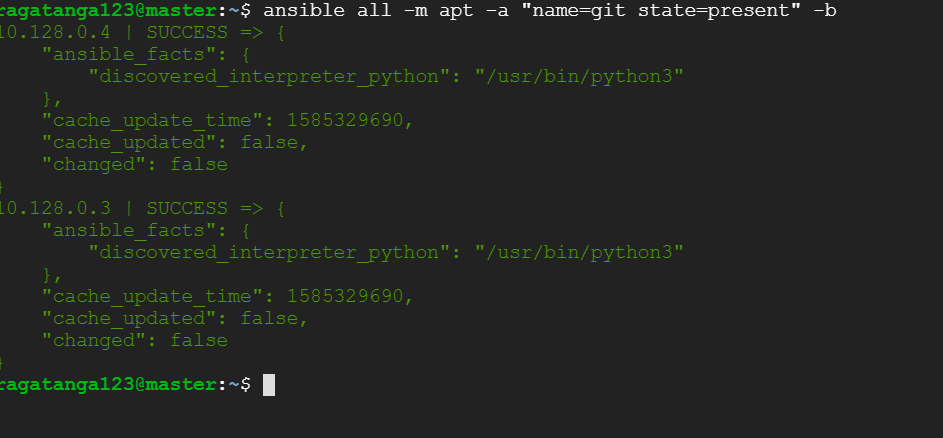 ragatanga123@master:~$ ansible all -m apt -a "name=git state=present" -b
10.128.0.4 | SUCCESS => {
    "ansible_facts": {
        "discovered_interpreter_python": "/usr/bin/python3"
    },
    "cache_update_time": 1585329690,
    "cache_updated": false,
    "changed": false
}
10.128.0.3 | SUCCESS => {
    "ansible_facts": {
        "discovered_interpreter_python": "/usr/bin/python3"
    },
    "cache_update_time": 1585329690,
    "cache_updated": false,
    "changed": false
}
ragatanga123@master:~$